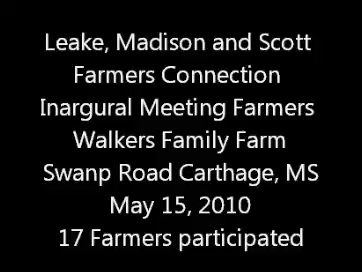 Leake, Madison and Scott
Farmers Connection
Inargural Meeting Farmers
Walkers Family Farm
Swanp Road Carthage, MS
May 15, 2010
17 Farmers participated